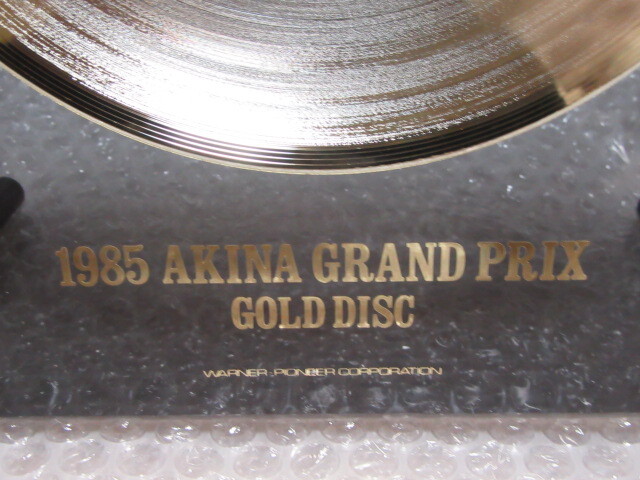 1985 AKINA GRAND PRIX
GOLD DISC
WARNER-PIONEER CORPORATION